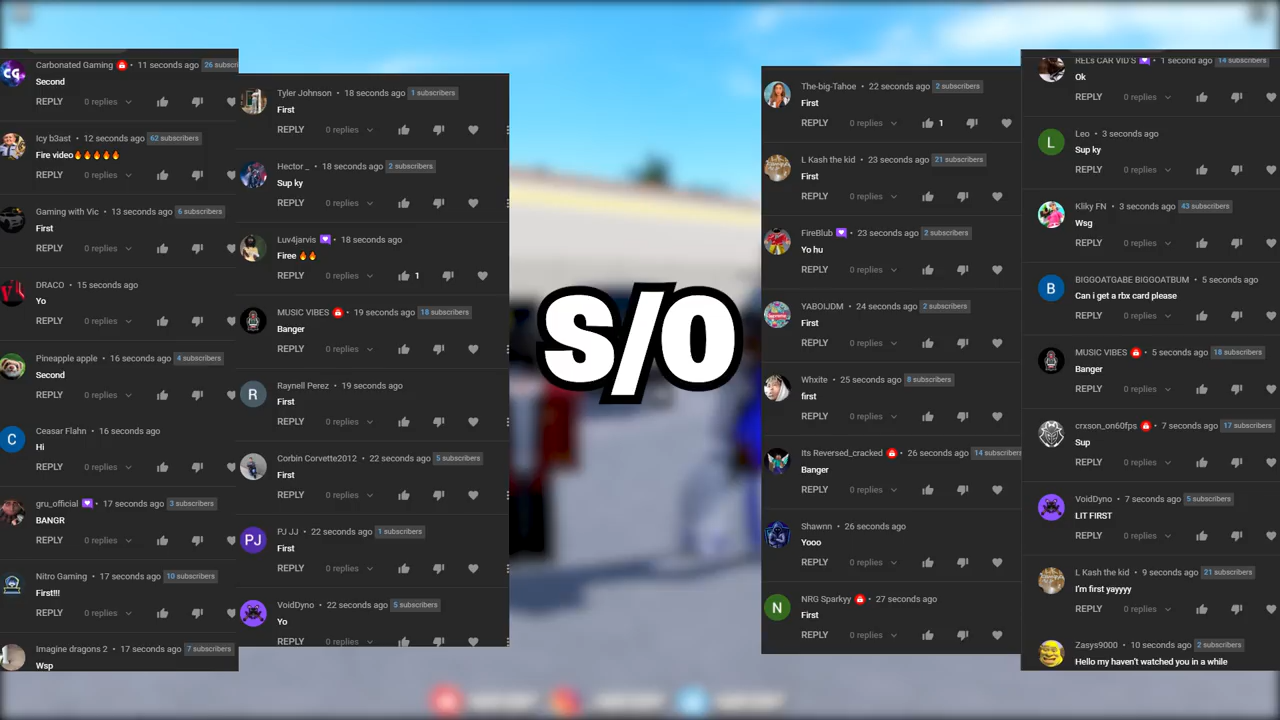 Carbonated Gaming • 11 seconds ago 26
Second
REPLY 0 replies
Icy b3ast • 12 seconds ago 62 subscribers
Fire video🔥🔥🔥🔥🔥
REPLY 0 replies
Gaming with Vic • 13 seconds ago 6 subscribers
First
REPLY 0 replies
DRACO • 15 seconds ago
Yo
REPLY 0 replies
Pineapple apple • 16 seconds ago 4 subscribers
Second
REPLY 0 replies
C
Ceasar Flahn • 16 seconds ago
Hi
REPLY 0 replies
gru_official • 17 seconds ago 3 subscribers
BANGR
REPLY 0 replies
Nitro Gaming • 17 seconds ago 10 subscribers
First!!!
REPLY 0 replies
Imagine dragons 2 • 17 seconds ago 7 subscribers
Wsp
Tyler Johnson • 18 seconds ago 1 subscribers
First
REPLY 0 replies
Hector _ • 18 seconds ago 2 subscribers
Sup ky
REPLY 0 replies
Luv4jarvis • 18 seconds ago
Firee 🔥🔥
REPLY 0 replies 1
MUSIC VIBES • 19 seconds ago 18 subscribers
Banger
REPLY 0 replies
R
Raynell Perez • 19 seconds ago
First
REPLY 0 replies
Corbin Corvette2012 • 22 seconds ago 5 subscribers
First
REPLY 0 replies
PJ
PJ JJ • 22 seconds ago 1 subscribers
First
REPLY 0 replies
VoidDyno • 22 seconds ago 5 subscribers
Yo
REPLY 0 replies
S/O
The-big-Tahoe • 22 seconds ago 2 subscribers
First
REPLY 0 replies 1
L Kash the kid • 23 seconds ago 21 subscribers
First
REPLY 0 replies
FireBlub • 23 seconds ago 2 subscribers
Yo hu
REPLY 0 replies
YABOIJDM • 24 seconds ago 2 subscribers
First
REPLY 0 replies
Whxite • 25 seconds ago 8 subscribers
first
REPLY 0 replies
Its Reversed_cracked • 26 seconds ago 14 subscribers
Banger
REPLY 0 replies
Shawnn • 26 seconds ago
Yooo
REPLY 0 replies
N
NRG Sparkyy • 27 seconds ago
First
REPLY 0 replies
RELs CAR VID'S • 1 second ago 14 subscribers
Ok
REPLY 0 replies
L
Leo • 3 seconds ago
Sup ky
REPLY 0 replies
Kliky FN • 3 seconds ago 43 subscribers
Wsg
REPLY 0 replies
B
BIGGOATGABE BIGGOATBUM • 5 seconds ago
Can i get a rbx card please
REPLY 0 replies
MUSIC VIBES • 5 seconds ago 18 subscribers
Banger
REPLY 0 replies
crxson_on60fps • 7 seconds ago 17 subscribers
Sup
REPLY 0 replies
VoidDyno • 7 seconds ago 5 subscribers
LIT FIRST
REPLY 0 replies
L Kash the kid • 9 seconds ago 21 subscribers
I'm first yayyyy
REPLY 0 replies
Zasys9000 • 10 seconds ago 2 subscribers
Hello my haven't watched you in a while